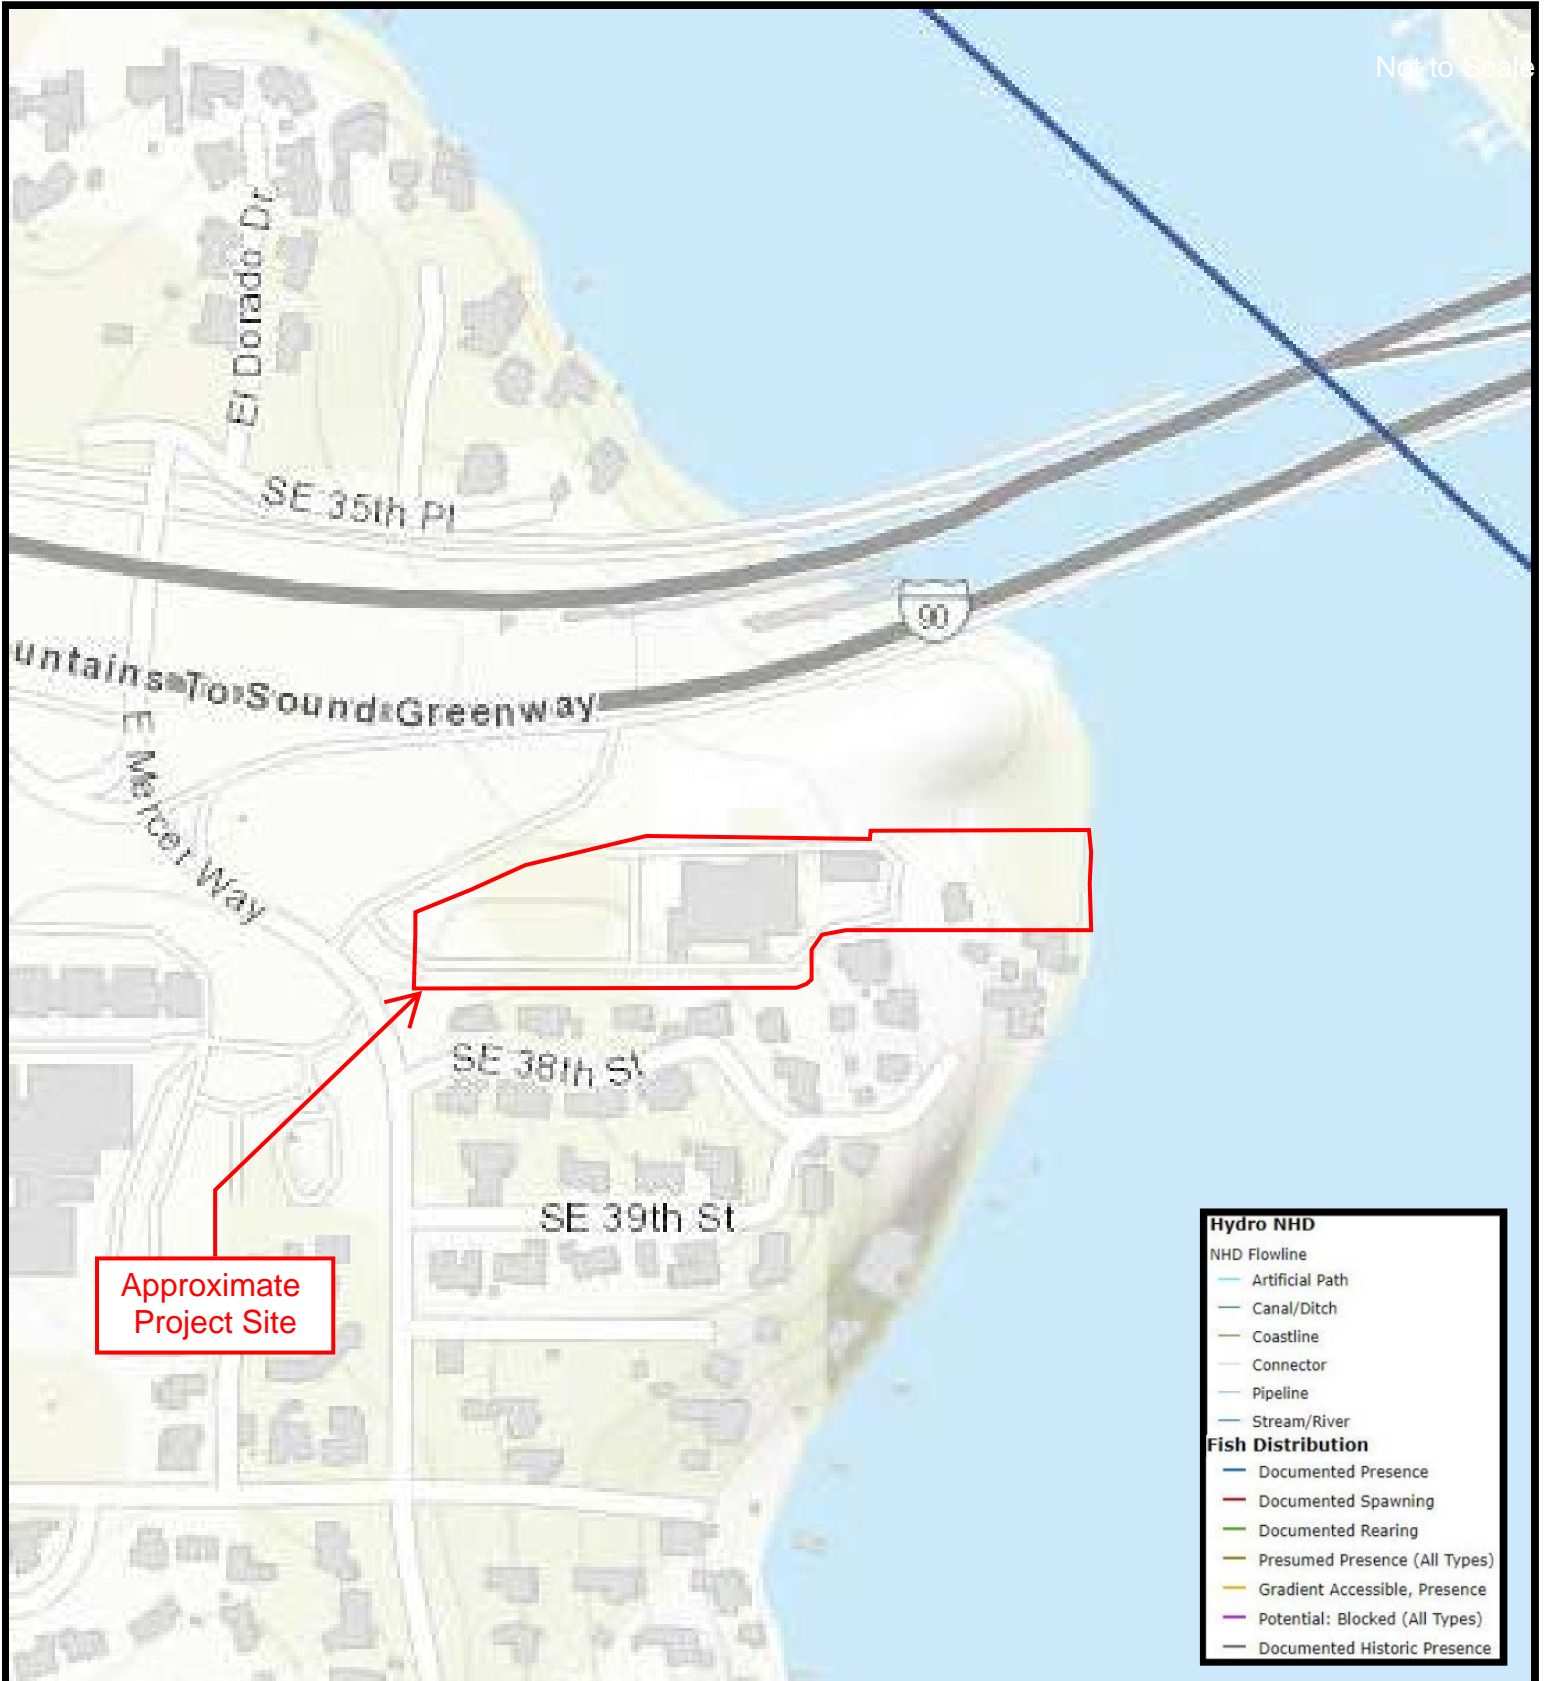 Not to Scale
El Dorado Dr
SE 35th Pl
90
untains To Sound Greenway
E Mercer Way
SE 38th St
SE 39th St
Approximate
Project Site
Hydro NHD
NHD Flowline
Artificial Path
Canal/Ditch
Coastline
Connector
Pipeline
Stream/River
Fish Distribution
Documented Presence
Documented Spawning
Documented Rearing
Presumed Presence (All Types)
Gradient Accessible, Presence
Potential: Blocked (All Types)
Documented Historic Presence